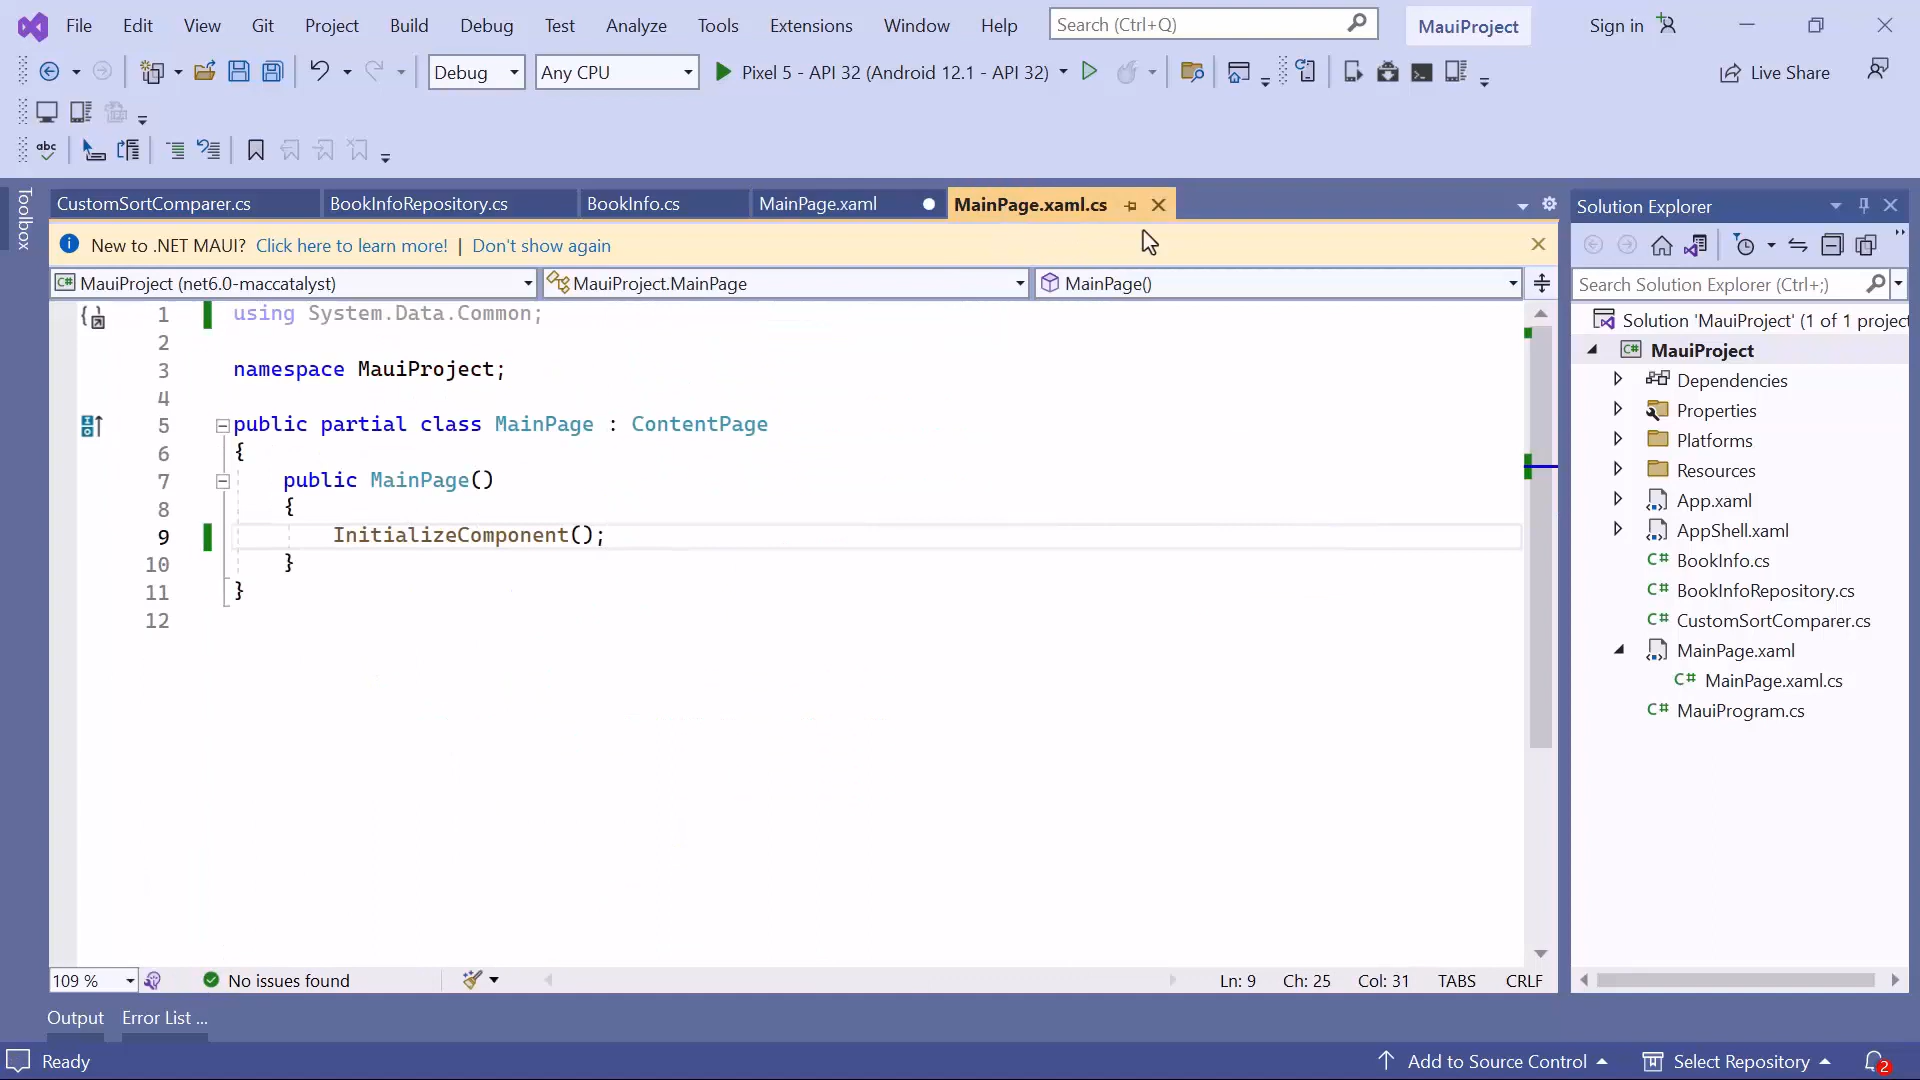 File Edit View Git Project Build Debug Test Analyze Tools Extensions Window Help Search (Ctrl+Q) MauiProject Sign in
Debug Any CPU Pixel 5 - API 32 (Android 12.1 - API 32) Live Share
abc
Toolbox
CustomSortComparer.cs BookInfoRepository.cs BookInfo.cs MainPage.xaml MainPage.xaml.cs
New to .NET MAUI? Click here to learn more! | Don't show again
MauiProject (net6.0-maccatalyst) MauiProject.MainPage MainPage()
1 using System.Data.Common;
2
3 namespace MauiProject;
4
5 public partial class MainPage : ContentPage
6 {
7 public MainPage()
8 {
9 InitializeComponent();
10 }
11 }
12
109 % No issues found Ln: 9 Ch: 25 Col: 31 TABS CRLF
Solution Explorer
Search Solution Explorer (Ctrl+;)
Solution 'MauiProject' (1 of 1 project
C# MauiProject
Dependencies
Properties
Platforms
Resources
App.xaml
AppShell.xaml
C# BookInfo.cs
C# BookInfoRepository.cs
C# CustomSortComparer.cs
MainPage.xaml
C# MainPage.xaml.cs
C# MauiProgram.cs
Output Error List ...
Ready Add to Source Control Select Repository 2